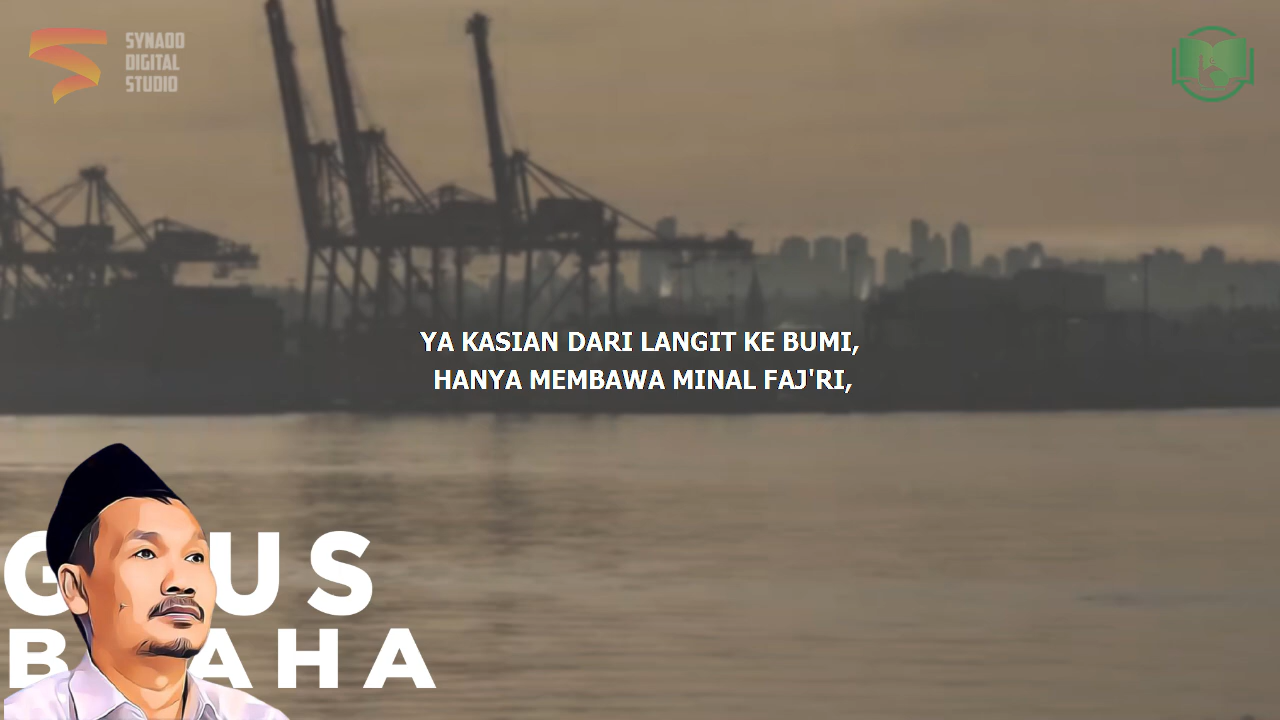 SYNADO
DIGITAL
STUDIO
YA KASIAN DARI LANGIT KE BUMI,
HANYA MEMBAWA MINAL FAJ'RI,
GUS
BAHA